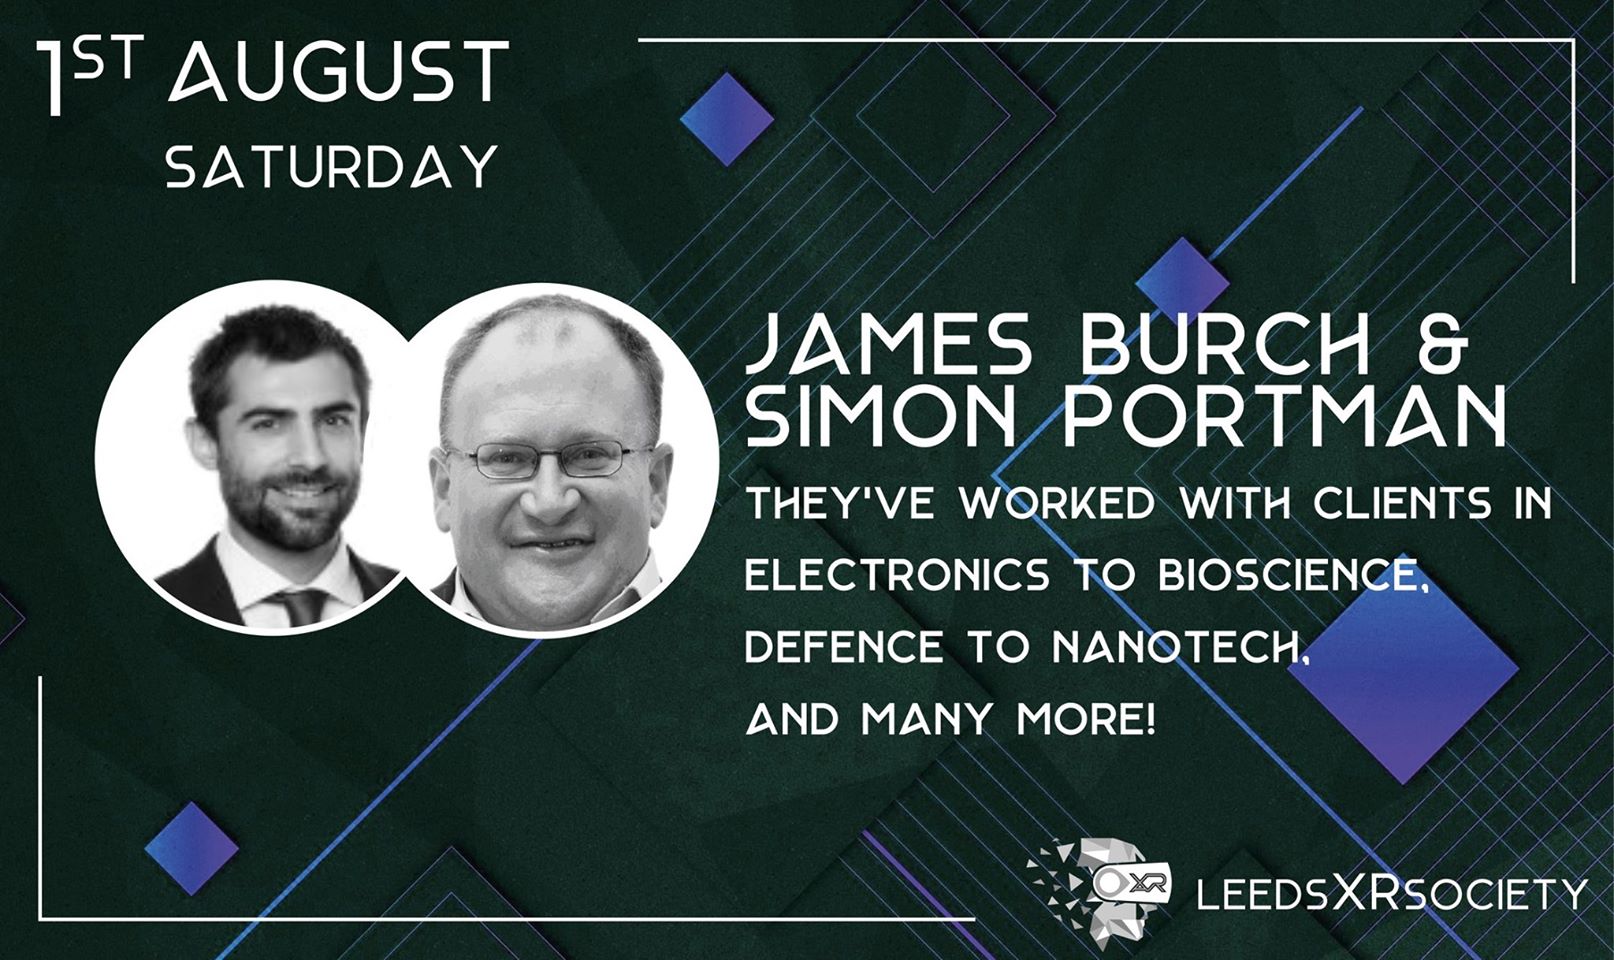 1ST AUGUST
SATURDAY
JAMES BURCH &
SIMON PORTMAN
THEY'VE WORKED WITH CLIENTS IN
ELECTRONICS TO BIOSCIENCE,
DEFENCE TO NANOTECH,
AND MANY MORE!
XR
LEEDSXRSOCIETY